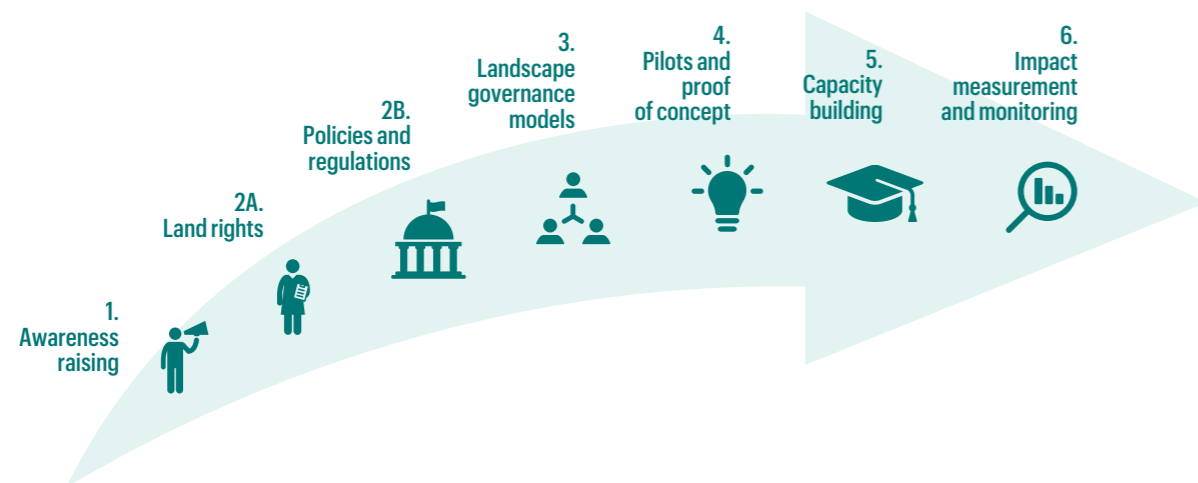 1.
Awareness
raising
2A.
Land rights
2B.
Policies and
regulations
3.
Landscape
governance
models
4.
Pilots and
proof
of concept
5.
Capacity
building
6.
Impact
measurement
and monitoring